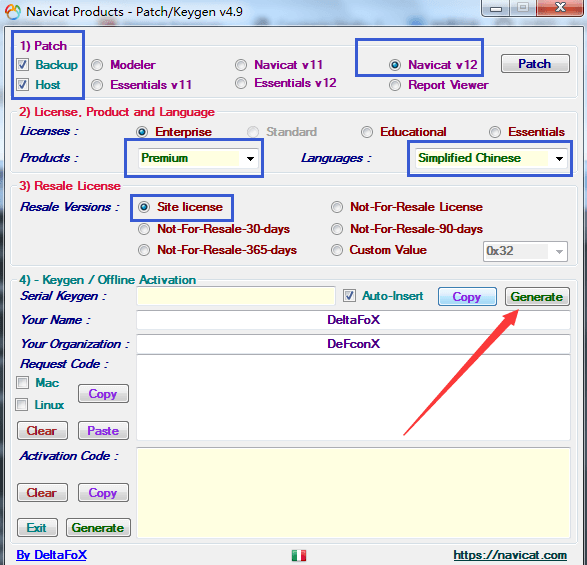 Navicat Products - Patch/Keygen v4.9
1) Patch
Backup Modeler Navicat v11 Navicat v12 Patch
Host Essentials v11 Essentials v12 Report Viewer
2) License, Product and Language
Licenses : Enterprise Standard Educational Essentials
Products : Premium Languages : Simplified Chinese
3) Resale License
Resale Versions : Site license Not-For-Resale License
Not-For-Resale-30-days Not-For-Resale-90-days
Not-For-Resale-365-days Custom Value 0x32
4) - Keygen / Offline Activation
Serial Keygen : Auto-Insert Copy Generate
Your Name : DeltaFoX
Your Organization : DeFconX
Request Code :
Mac
Copy
Linux
Clear Paste
Activation Code :
Clear Copy
Exit Generate
By DeltaFoX https://navicat.com